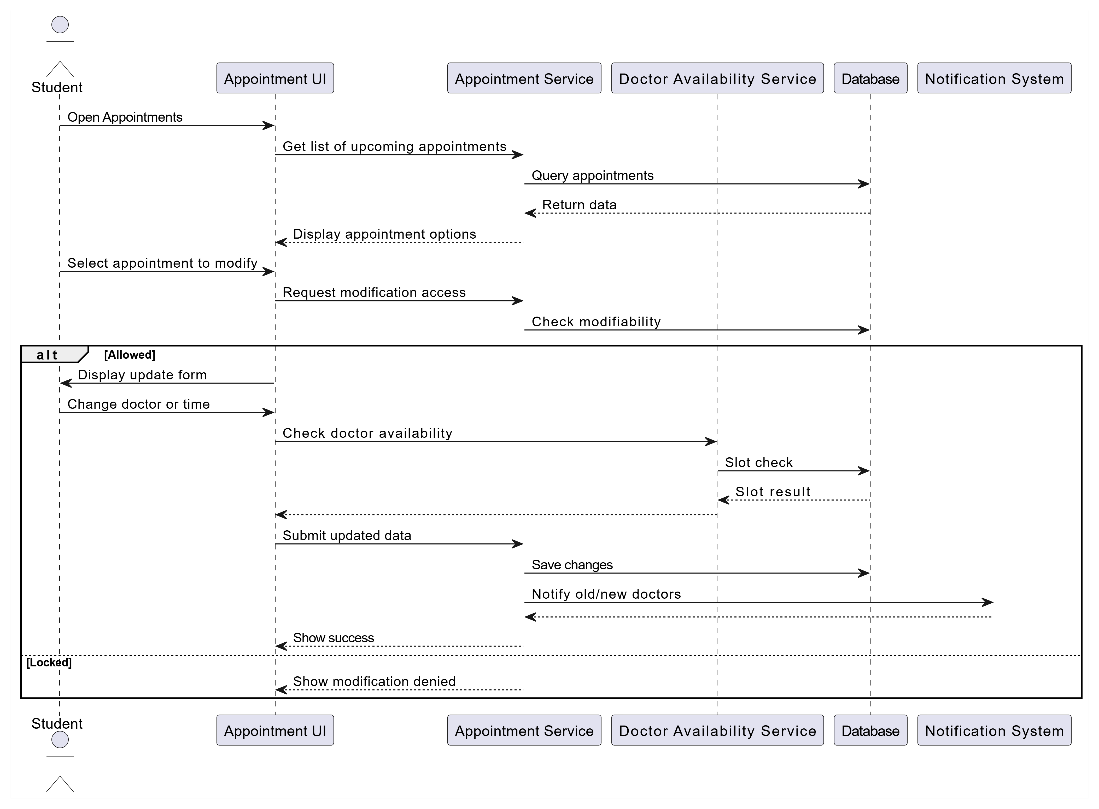 Student
Appointment UI
Appointment Service
Doctor Availability Service
Database
Notification System
Open Appointments
Get list of upcoming appointments
Query appointments
Return data
Display appointment options
Select appointment to modify
Request modification access
Check modifiability
alt [Allowed]
Display update form
Change doctor or time
Check doctor availability
Slot check
Slot result
Submit updated data
Save changes
Notify old/new doctors
Show success
[Locked]
Show modification denied
Student
Appointment UI
Appointment Service
Doctor Availability Service
Database
Notification System